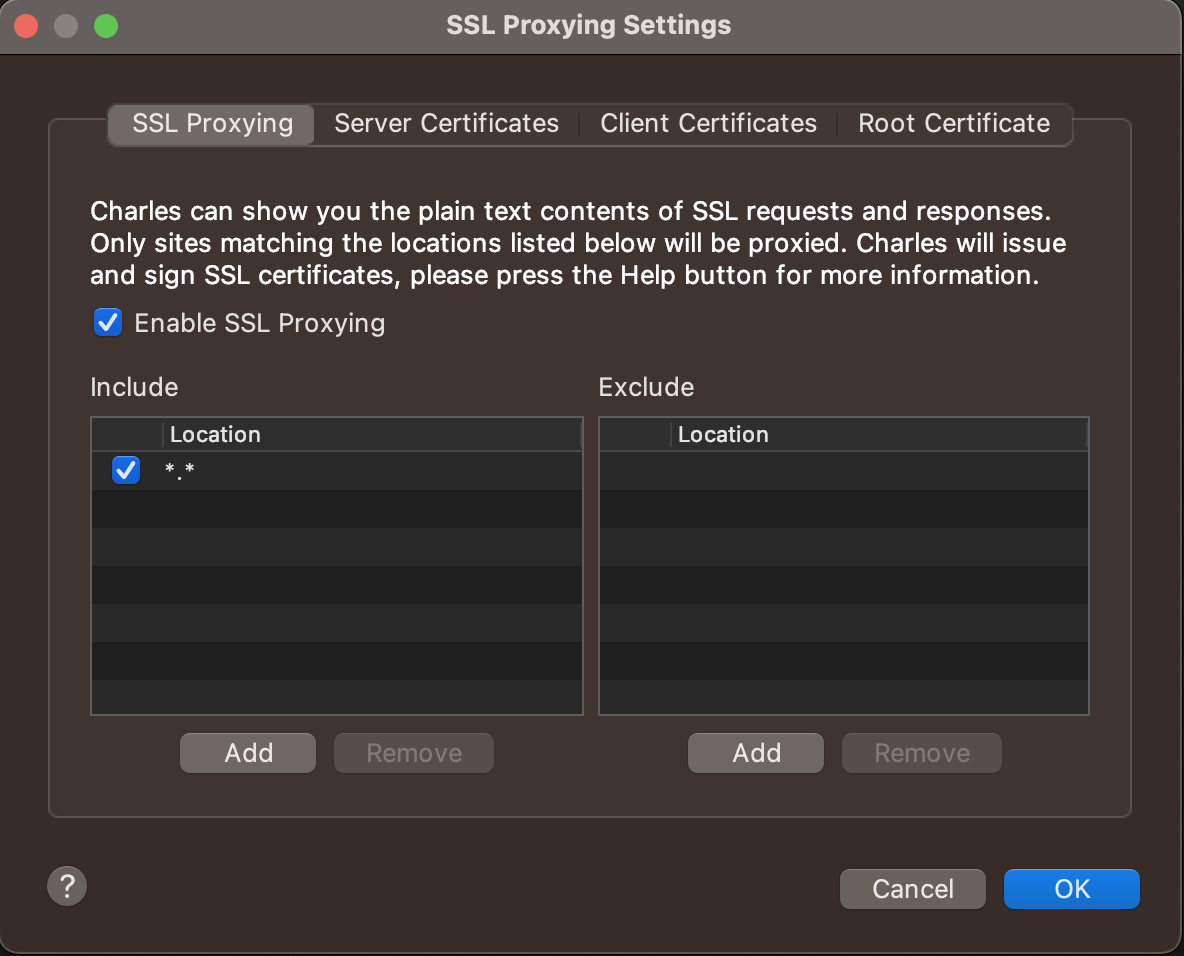 SSL Proxying Settings
SSL Proxying
Server Certificates
Client Certificates
Root Certificate
Charles can show you the plain text contents of SSL requests and responses.
Only sites matching the locations listed below will be proxied. Charles will issue
and sign SSL certificates, please press the Help button for more information.
Enable SSL Proxying
Include
Exclude
Location
Location
*.*
Add
Remove
Add
Remove
?
Cancel
OK